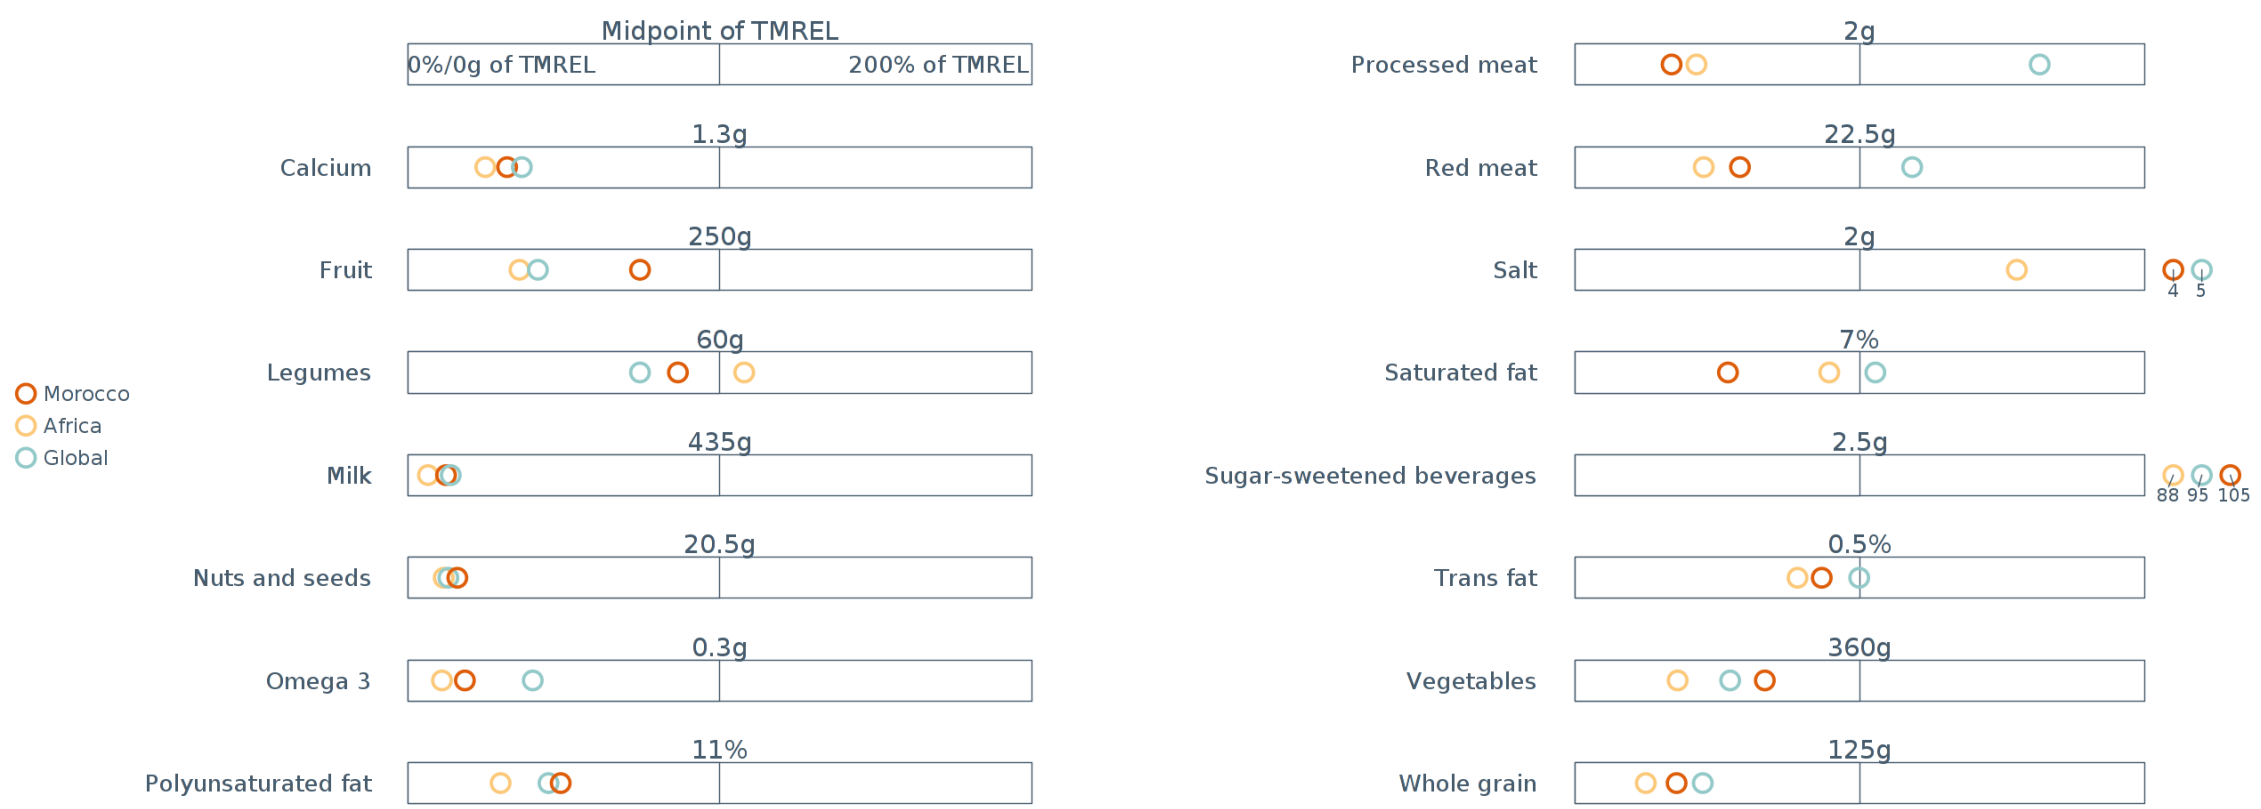 Midpoint of TMREL
0%/0g of TMREL 200% of TMREL
1.3g
Calcium
250g
Fruit
60g
Legumes
435g
Milk
20.5g
Nuts and seeds
0.3g
Omega 3
11%
Polyunsaturated fat
Morocco
Africa
Global
2g
Processed meat
22.5g
Red meat
2g
Salt
4 5
7%
Saturated fat
2.5g
Sugar-sweetened beverages
88 95 105
0.5%
Trans fat
360g
Vegetables
125g
Whole grain